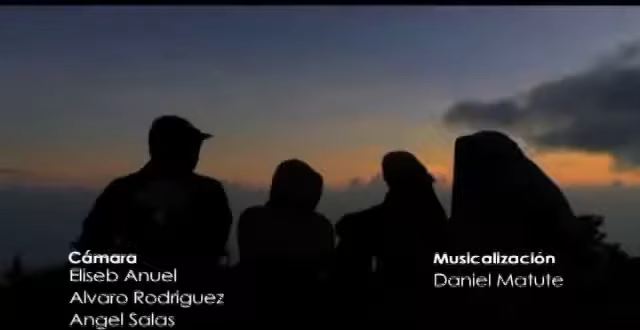 Cámara
Eliseb Anuel
Alvaro Rodriguez
Angel Salas
Musicalización
Daniel Matute